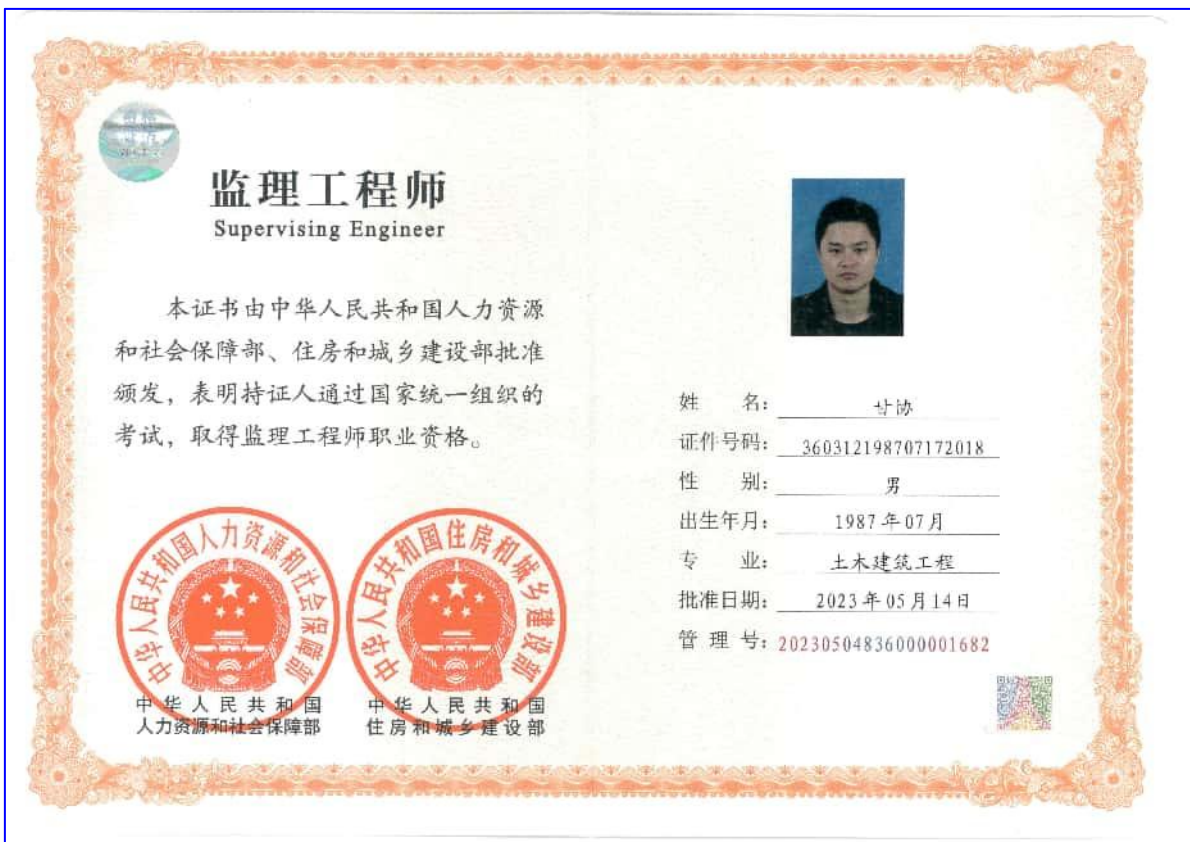 监理工程师
Supervising Engineer
本证书由中华人民共和国人力资源
和社会保障部、住房和城乡建设部批准
颁发，表明持证人通过国家统一组织的
考试，取得监理工程师职业资格。
中华人民共和国人力资源和社会保障部
中华人民共和国住房和城乡建设部
中华人民共和国
人力资源和社会保障部
中华人民共和国
住房和城乡建设部
姓 名：甘协
证件号码：360312198707172018
性 别：男
出生年月：1987年07月
专 业：土木建筑工程
批准日期：2023年05月14日
管 理 号：20230504836000001682